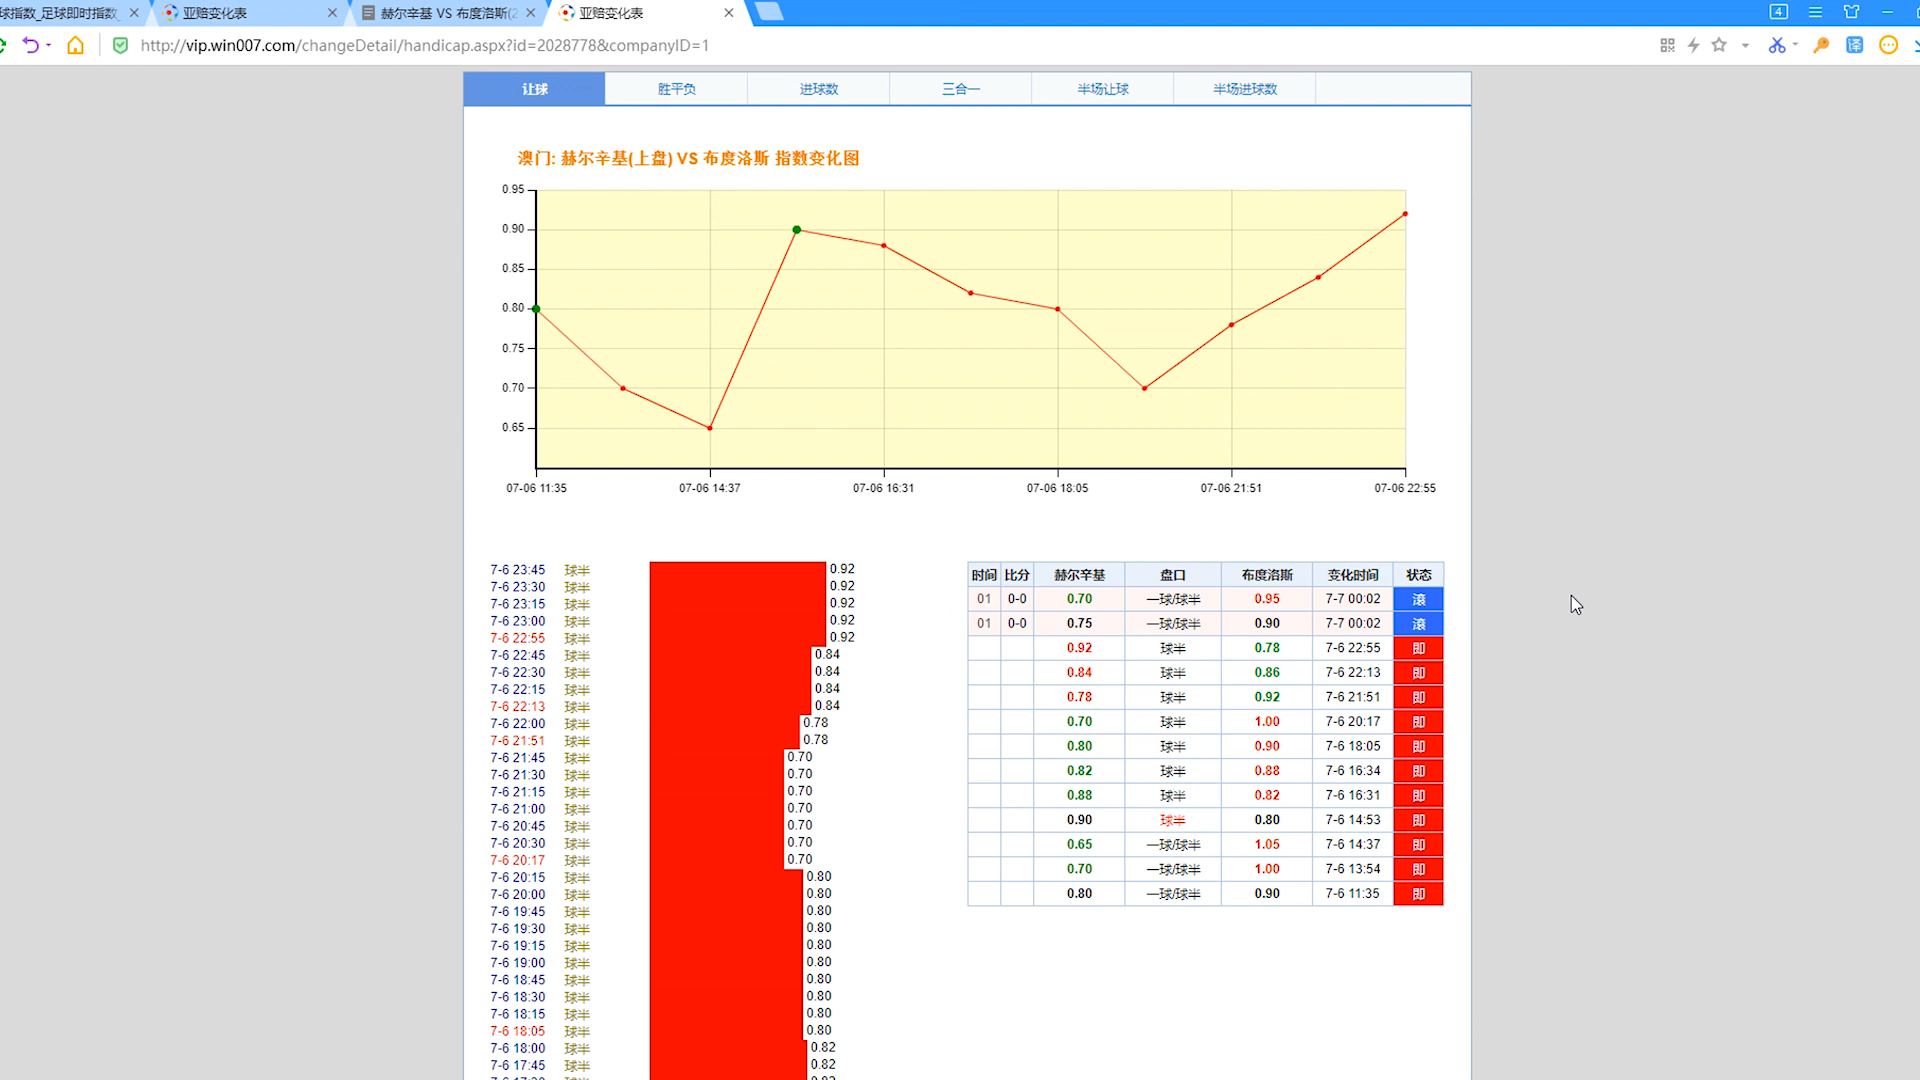 球指数_足球即时指数
亚赔变化表
赫尔辛基 VS 布度洛斯(2
亚赔变化表
4
http://vip.win007.com/changeDetail/handicap.aspx?id=2028778&companyID=1
译
让球 胜平负 进球数 三合一 半场让球 半场进球数
澳门: 赫尔辛基(上盘) VS 布度洛斯 指数变化图
0.95
0.90
0.85
0.80
0.75
0.70
0.65
07-06 11:35 07-06 14:37 07-06 16:31 07-06 18:05 07-06 21:51 07-06 22:55
7-6 23:45 球半 0.92
7-6 23:30 球半 0.92
7-6 23:15 球半 0.92
7-6 23:00 球半 0.92
7-6 22:55 球半 0.92
7-6 22:45 球半 0.84
7-6 22:30 球半 0.84
7-6 22:15 球半 0.84
7-6 22:13 球半 0.84
7-6 22:00 球半 0.78
7-6 21:51 球半 0.78
7-6 21:45 球半 0.70
7-6 21:30 球半 0.70
7-6 21:15 球半 0.70
7-6 21:00 球半 0.70
7-6 20:45 球半 0.70
7-6 20:30 球半 0.70
7-6 20:17 球半 0.70
7-6 20:15 球半 0.80
7-6 20:00 球半 0.80
7-6 19:45 球半 0.80
7-6 19:30 球半 0.80
7-6 19:15 球半 0.80
7-6 19:00 球半 0.80
7-6 18:45 球半 0.80
7-6 18:30 球半 0.80
7-6 18:15 球半 0.80
7-6 18:05 球半 0.80
7-6 18:00 球半 0.82
7-6 17:45 球半 0.82
时间 比分 赫尔辛基 盘口 布度洛斯 变化时间 状态
01 0-0 0.70 一球/球半 0.95 7-7 00:02 滚
01 0-0 0.75 一球/球半 0.90 7-7 00:02 滚
0.92 球半 0.78 7-6 22:55 即
0.84 球半 0.86 7-6 22:13 即
0.78 球半 0.92 7-6 21:51 即
0.70 球半 1.00 7-6 20:17 即
0.80 球半 0.90 7-6 18:05 即
0.82 球半 0.88 7-6 16:34 即
0.88 球半 0.82 7-6 16:31 即
0.90 球半 0.80 7-6 14:53 即
0.65 一球/球半 1.05 7-6 14:37 即
0.70 一球/球半 1.00 7-6 13:54 即
0.80 一球/球半 0.90 7-6 11:35 即